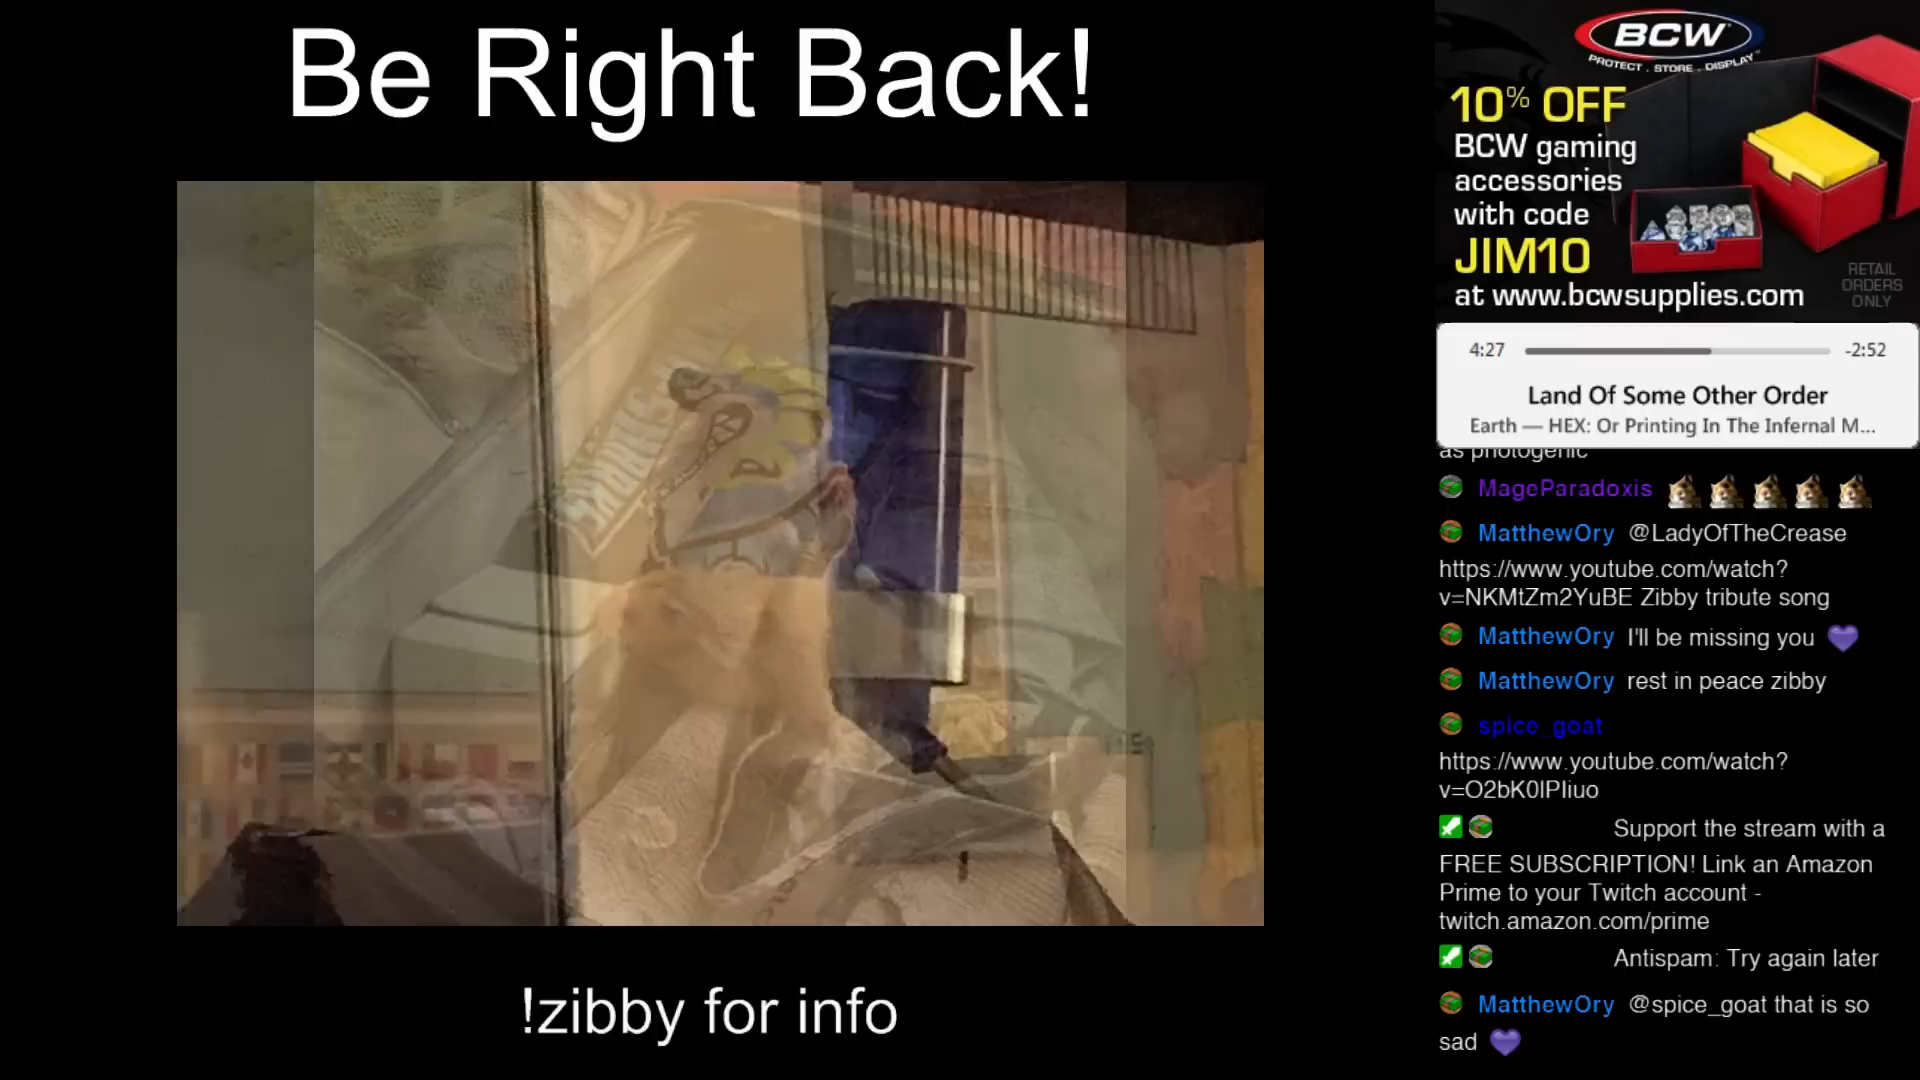 Be Right Back!
!zibby for info
BCW
PROTECT . STORE . DISPLAY
10% OFF
BCW gaming
accessories
with code
JIM10
at www.bcwsupplies.com
RETAIL
ORDERS
ONLY
4:27
-2:52
Land Of Some Other Order
Earth — HEX: Or Printing In The Infernal M...
as photogenic
MageParadoxis
MatthewOry @LadyOfTheCrease
https://www.youtube.com/watch?
v=NKMtZm2YuBE Zibby tribute song
MatthewOry I'll be missing you
MatthewOry rest in peace zibby
spice_goat
https://www.youtube.com/watch?
v=O2bK0lPIiuo
Support the stream with a
FREE SUBSCRIPTION! Link an Amazon
Prime to your Twitch account -
twitch.amazon.com/prime
Antispam: Try again later
MatthewOry @spice_goat that is so
sad